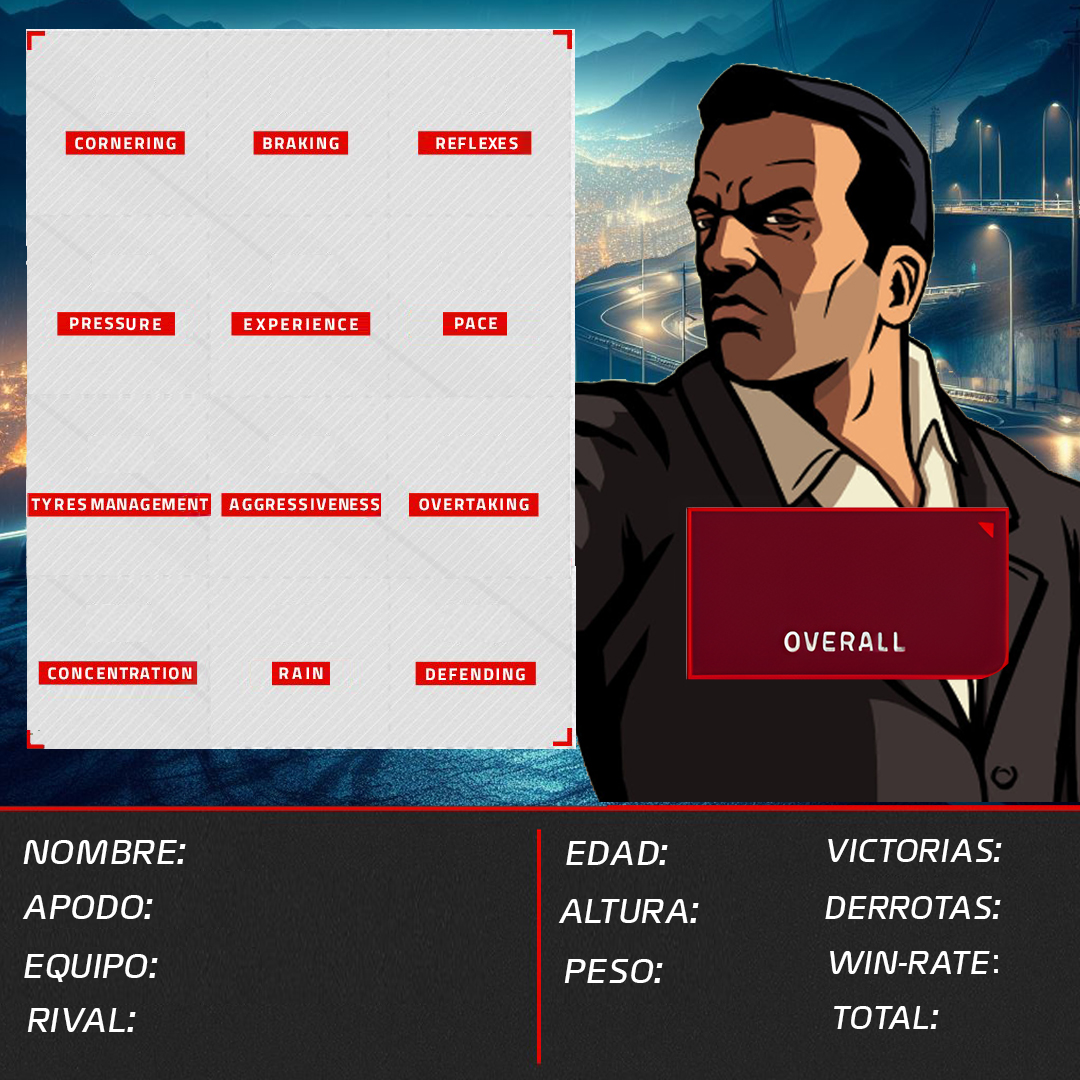 CORNERING BRAKING REFLEXES
PRESSURE EXPERIENCE PACE
TYRES MANAGEMENT AGGRESSIVENESS OVERTAKING
CONCENTRATION RAIN DEFENDING
OVERALL
NOMBRE:
APODO:
EQUIPO:
RIVAL:
EDAD:
ALTURA:
PESO:
VICTORIAS:
DERROTAS:
WIN-RATE:
TOTAL: